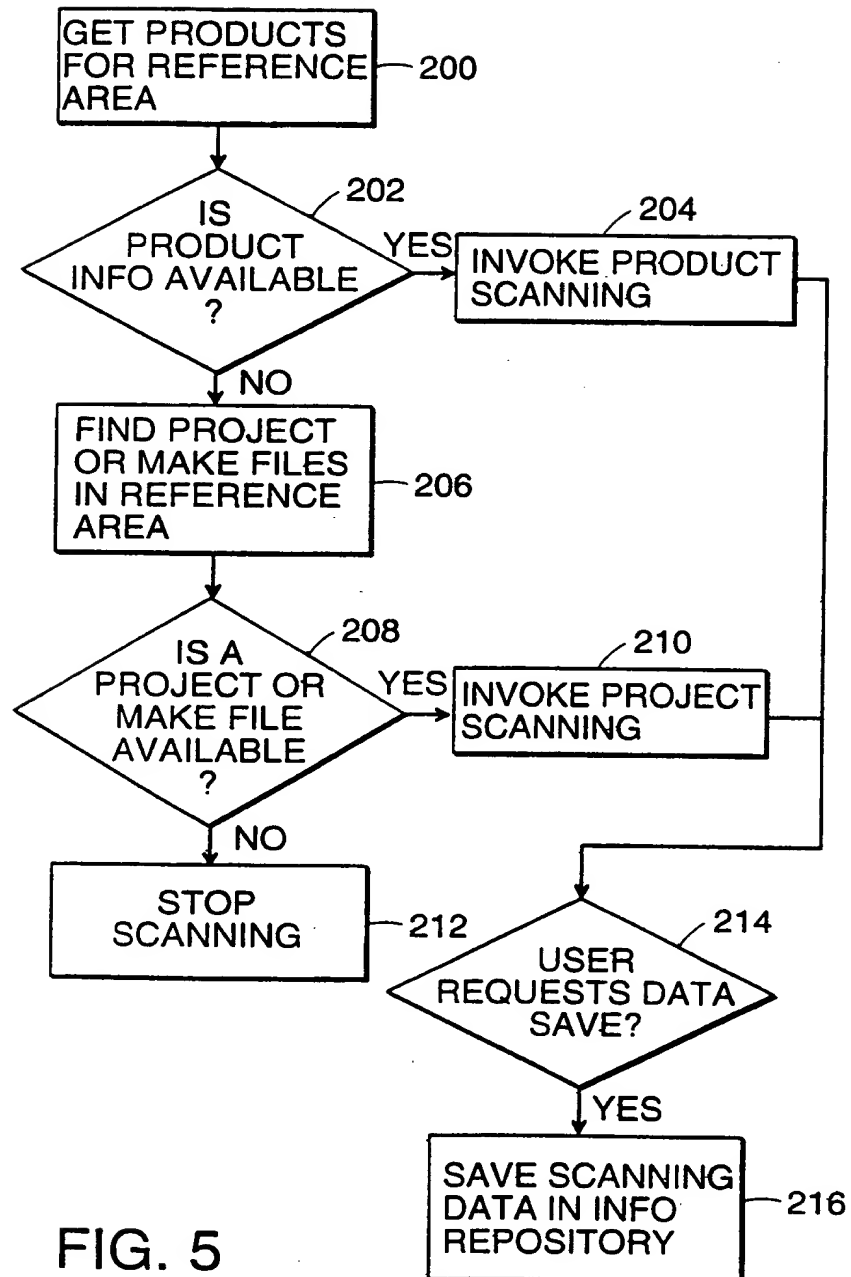 GET PRODUCTS
FOR REFERENCE
AREA
200
202
IS
PRODUCT
INFO AVAILABLE
?
YES
204
INVOKE PRODUCT
SCANNING
NO
FIND PROJECT
OR MAKE FILES
IN REFERENCE
AREA
206
208
IS A
PROJECT OR
MAKE FILE
AVAILABLE
?
YES
210
INVOKE PROJECT
SCANNING
NO
STOP
SCANNING
212
214
USER
REQUESTS DATA
SAVE?
YES
SAVE SCANNING
DATA IN INFO
REPOSITORY
216
FIG. 5